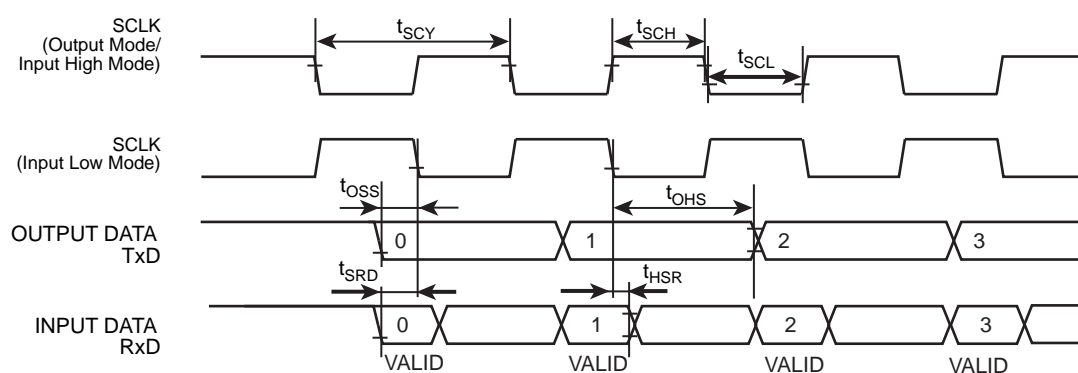 SCLK
(Output Mode/
Input High Mode)
tSCY
tSCH
tSCL
SCLK
(Input Low Mode)
tOSS
tOHS
OUTPUT DATA
TxD
0
1
2
3
tSRD
tHSR
INPUT DATA
RxD
0
1
2
3
VALID
VALID
VALID
VALID